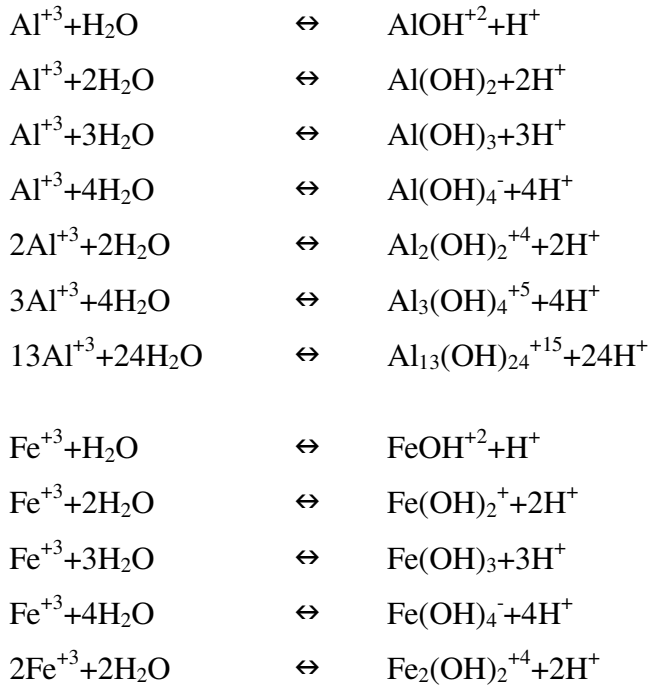 Al⁺³+H₂O ↔ AlOH⁺²+H⁺
Al⁺³+2H₂O ↔ Al(OH)₂+2H⁺
Al⁺³+3H₂O ↔ Al(OH)₃+3H⁺
Al⁺³+4H₂O ↔ Al(OH)₄⁻+4H⁺
2Al⁺³+2H₂O ↔ Al₂(OH)₂⁺⁴+2H⁺
3Al⁺³+4H₂O ↔ Al₃(OH)₄⁺⁵+4H⁺
13Al⁺³+24H₂O ↔ Al₁₃(OH)₂₄⁺¹⁵+24H⁺
Fe⁺³+H₂O ↔ FeOH⁺²+H⁺
Fe⁺³+2H₂O ↔ Fe(OH)₂⁺+2H⁺
Fe⁺³+3H₂O ↔ Fe(OH)₃+3H⁺
Fe⁺³+4H₂O ↔ Fe(OH)₄⁻+4H⁺
2Fe⁺³+2H₂O ↔ Fe₂(OH)₂⁺⁴+2H⁺